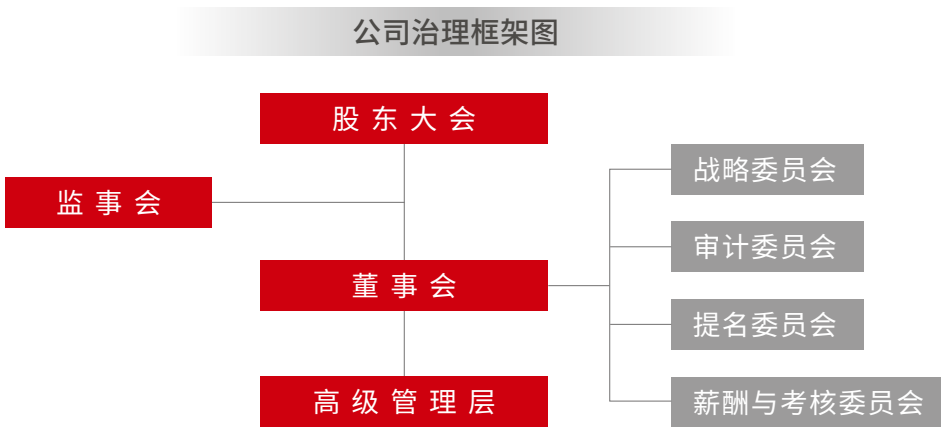 公司治理框架图
股东大会
监事会
董事会
高级管理层
战略委员会
审计委员会
提名委员会
薪酬与考核委员会